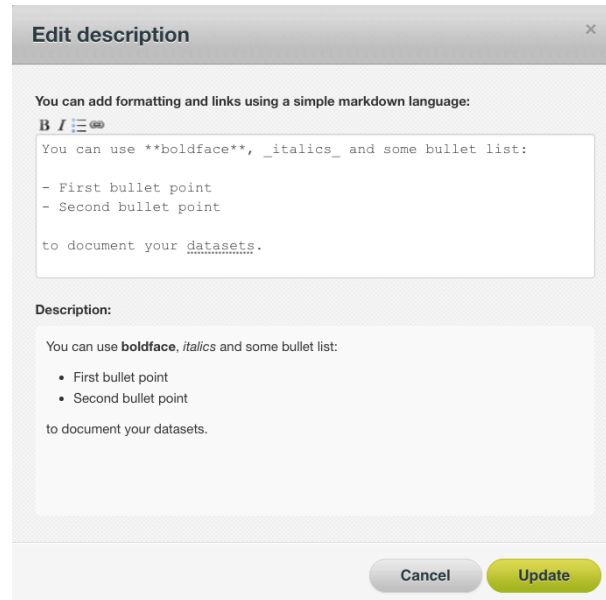 Edit description
×
You can add formatting and links using a simple markdown language:
B I
You can use **boldface**, _italics_ and some bullet list:
- First bullet point
- Second bullet point
to document your datasets.
Description:
You can use boldface, italics and some bullet list:
• First bullet point
• Second bullet point
to document your datasets.
Cancel Update